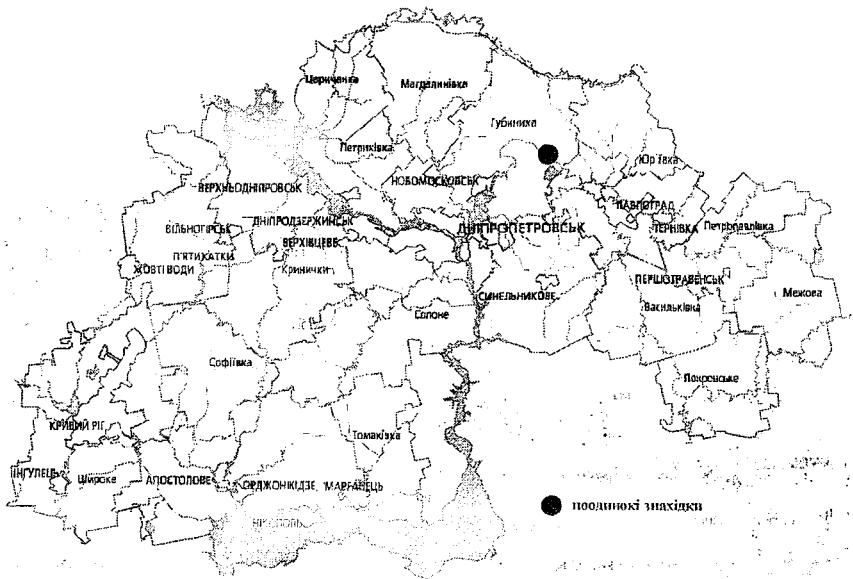 Царичанка
Магдалинівка
Губиниха
Петриківка
Юр'ївка
НОВОМОСКОВСЬК
ВЕРХНЬОДНІПРОВСЬК
ПАВЛОГРАД
ДНІПРОДЗЕРЖИНСЬК
ВІЛЬНОГІРСЬК
ДНІПРОПЕТРОВСЬК
ТЕРНІВКА
Петропавлівка
ВЕРХІВЦЕВЕ
П'ЯТИХАТКИ
ЖОВТІ ВОДИ
Кринички
ПЕРШОТРАВЕНСЬК
СИНЕЛЬНИКОВЕ
Межова
Васильківка
Солоне
Софіївка
Покровське
КРИВИЙ РІГ
Томаківка
ІНГУЛЕЦЬ
Широке
АПОСТОЛОВЕ
ОРДЖОНІКІДЗЕ
МАРГАНЕЦЬ
НІКОПОЛЬ
поодинокі знахідки